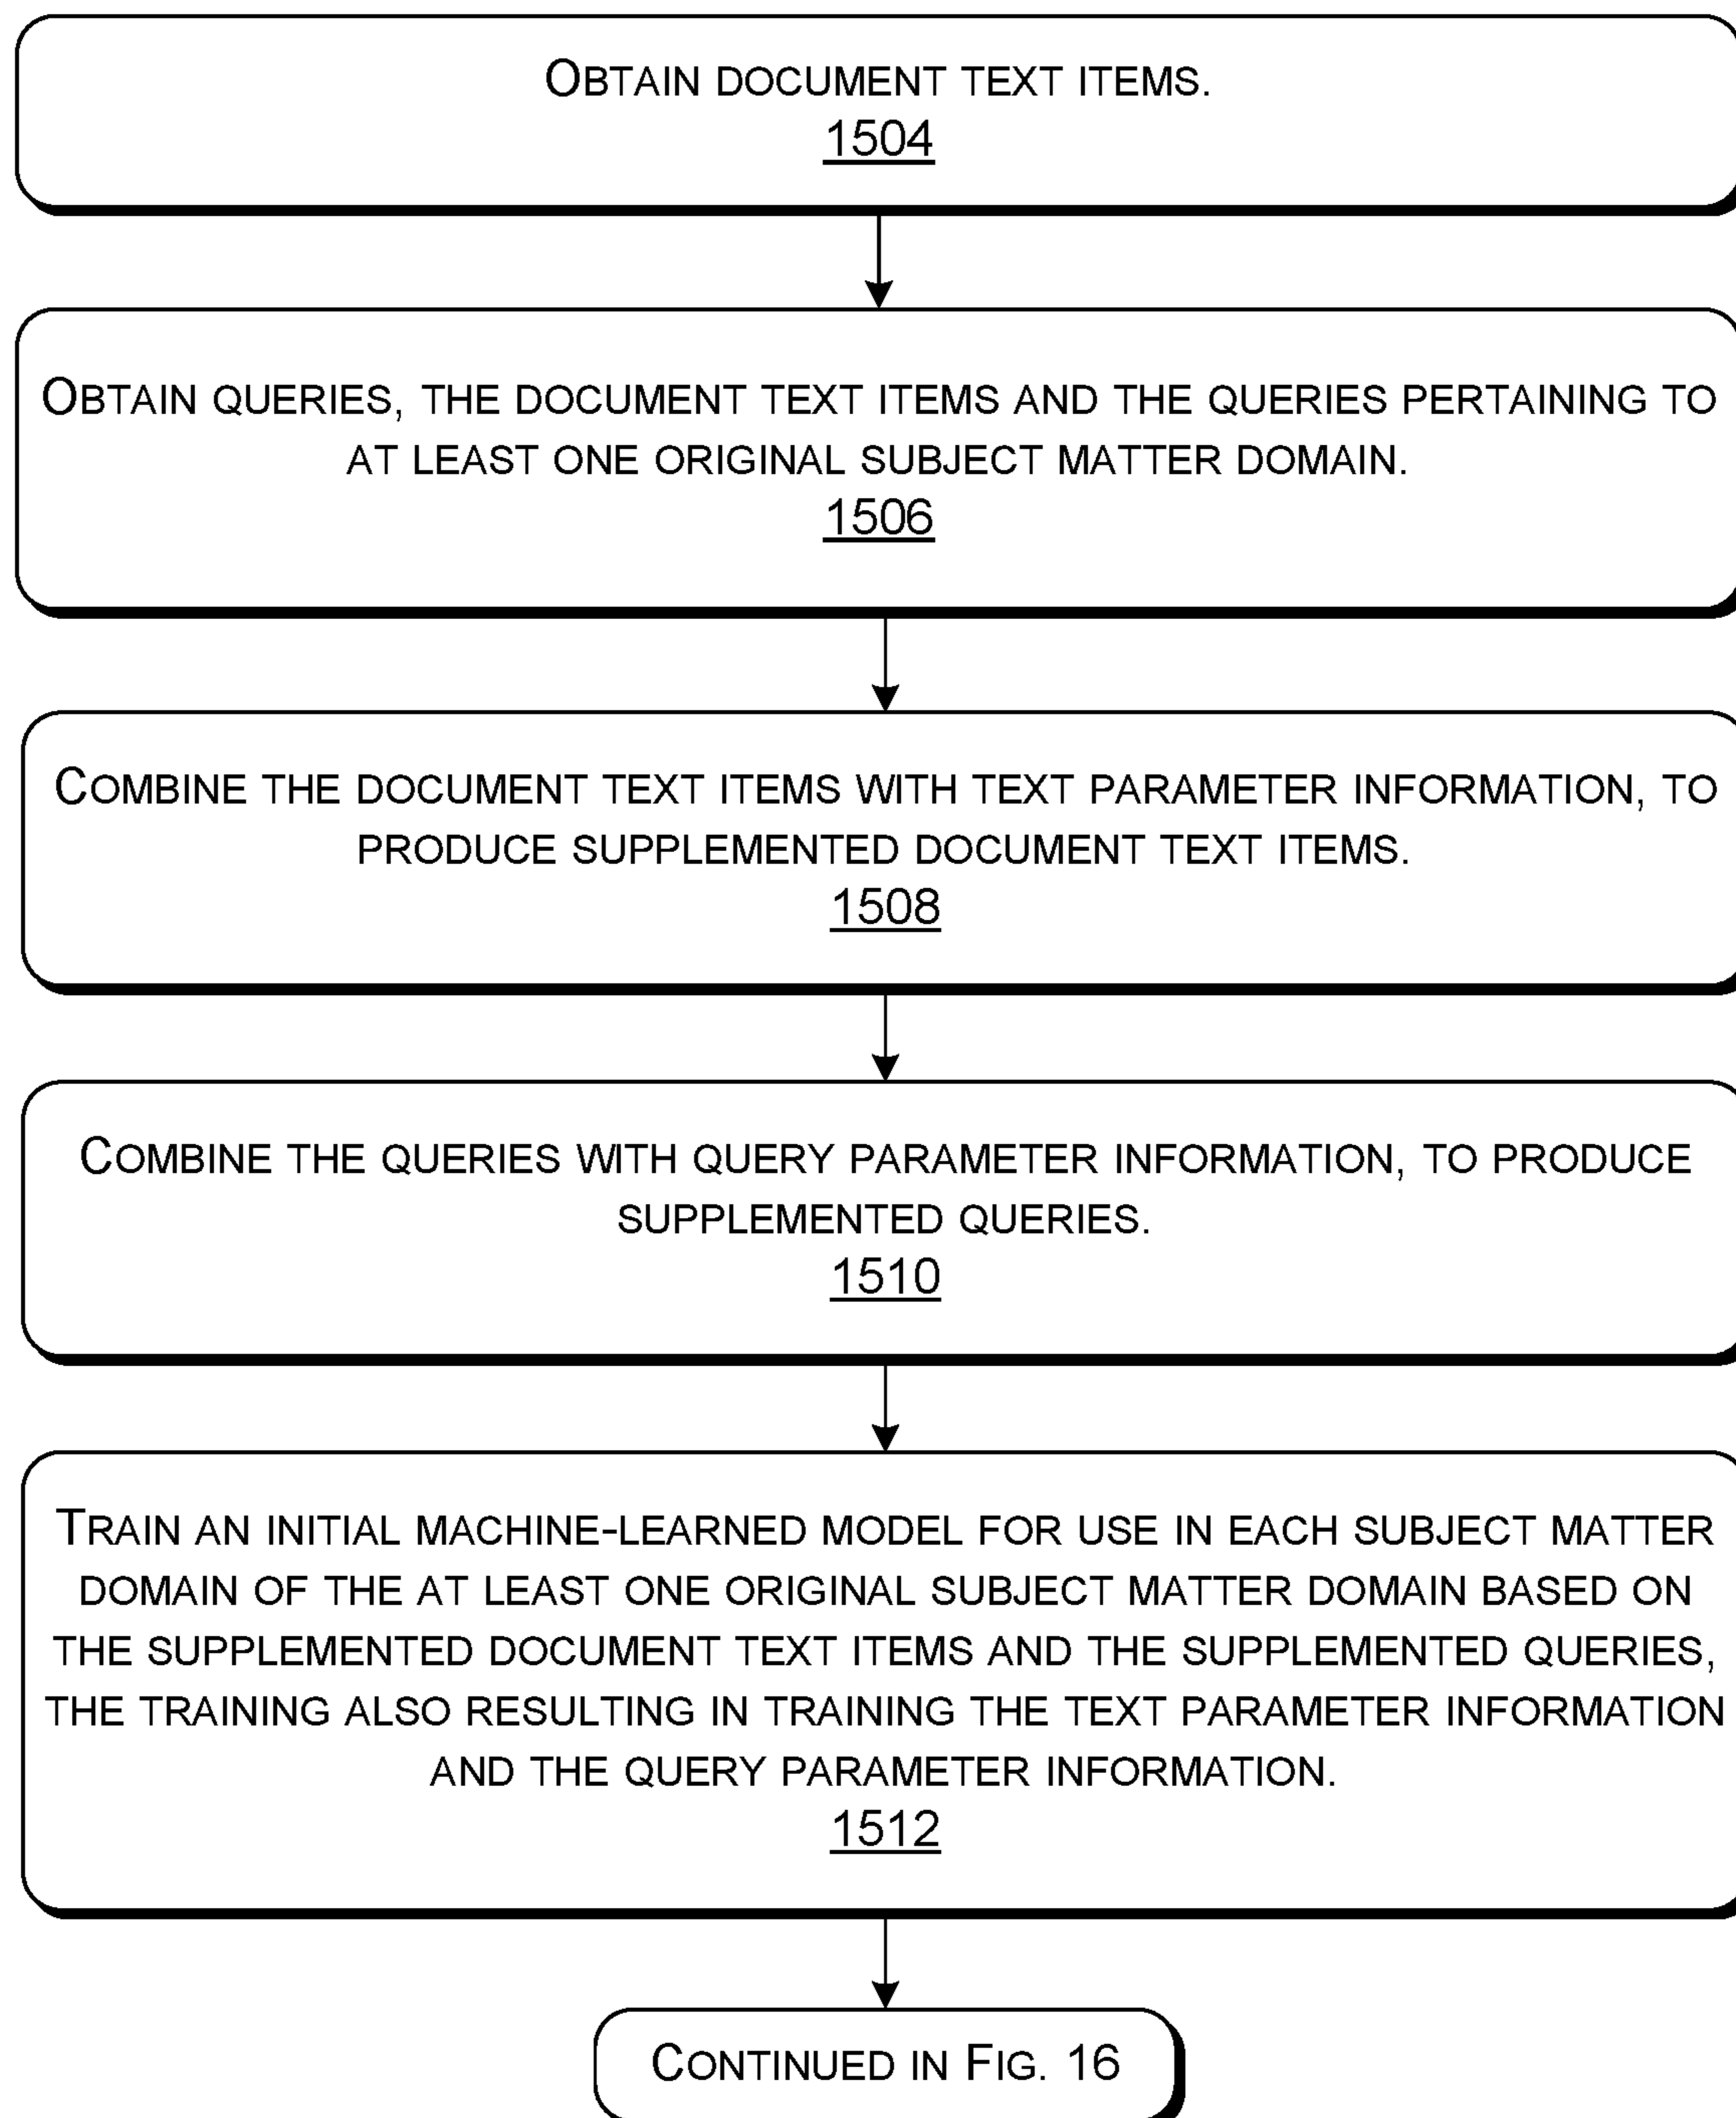 Obtain document text items.
1504
Obtain queries, the document text items and the queries pertaining to
at least one original subject matter domain.
1506
Combine the document text items with text parameter information, to
produce supplemented document text items.
1508
Combine the queries with query parameter information, to produce
supplemented queries.
1510
Train an initial machine-learned model for use in each subject matter
domain of the at least one original subject matter domain based on
the supplemented document text items and the supplemented queries,
the training also resulting in training the text parameter information
and the query parameter information.
1512
Continued in Fig. 16